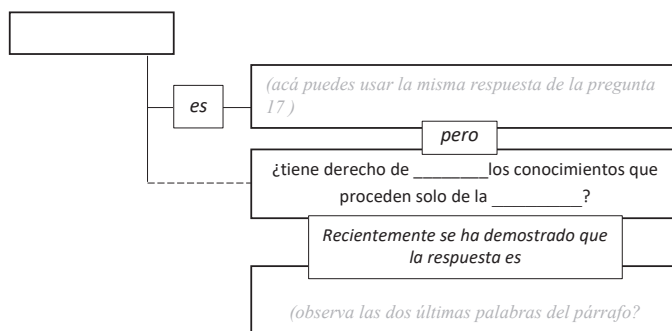 es
(acá puedes usar la misma respuesta de la pregunta
17 )
pero
¿tiene derecho de ________los conocimientos que
proceden solo de la __________?
Recientemente se ha demostrado que
la respuesta es
(observa las dos últimas palabras del párrafo?